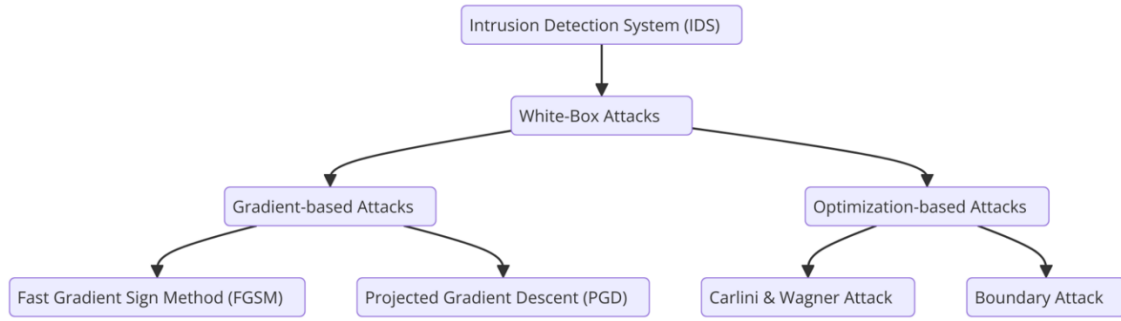 Intrusion Detection System (IDS)
White-Box Attacks
Gradient-based Attacks
Optimization-based Attacks
Fast Gradient Sign Method (FGSM)
Projected Gradient Descent (PGD)
Carlini & Wagner Attack
Boundary Attack